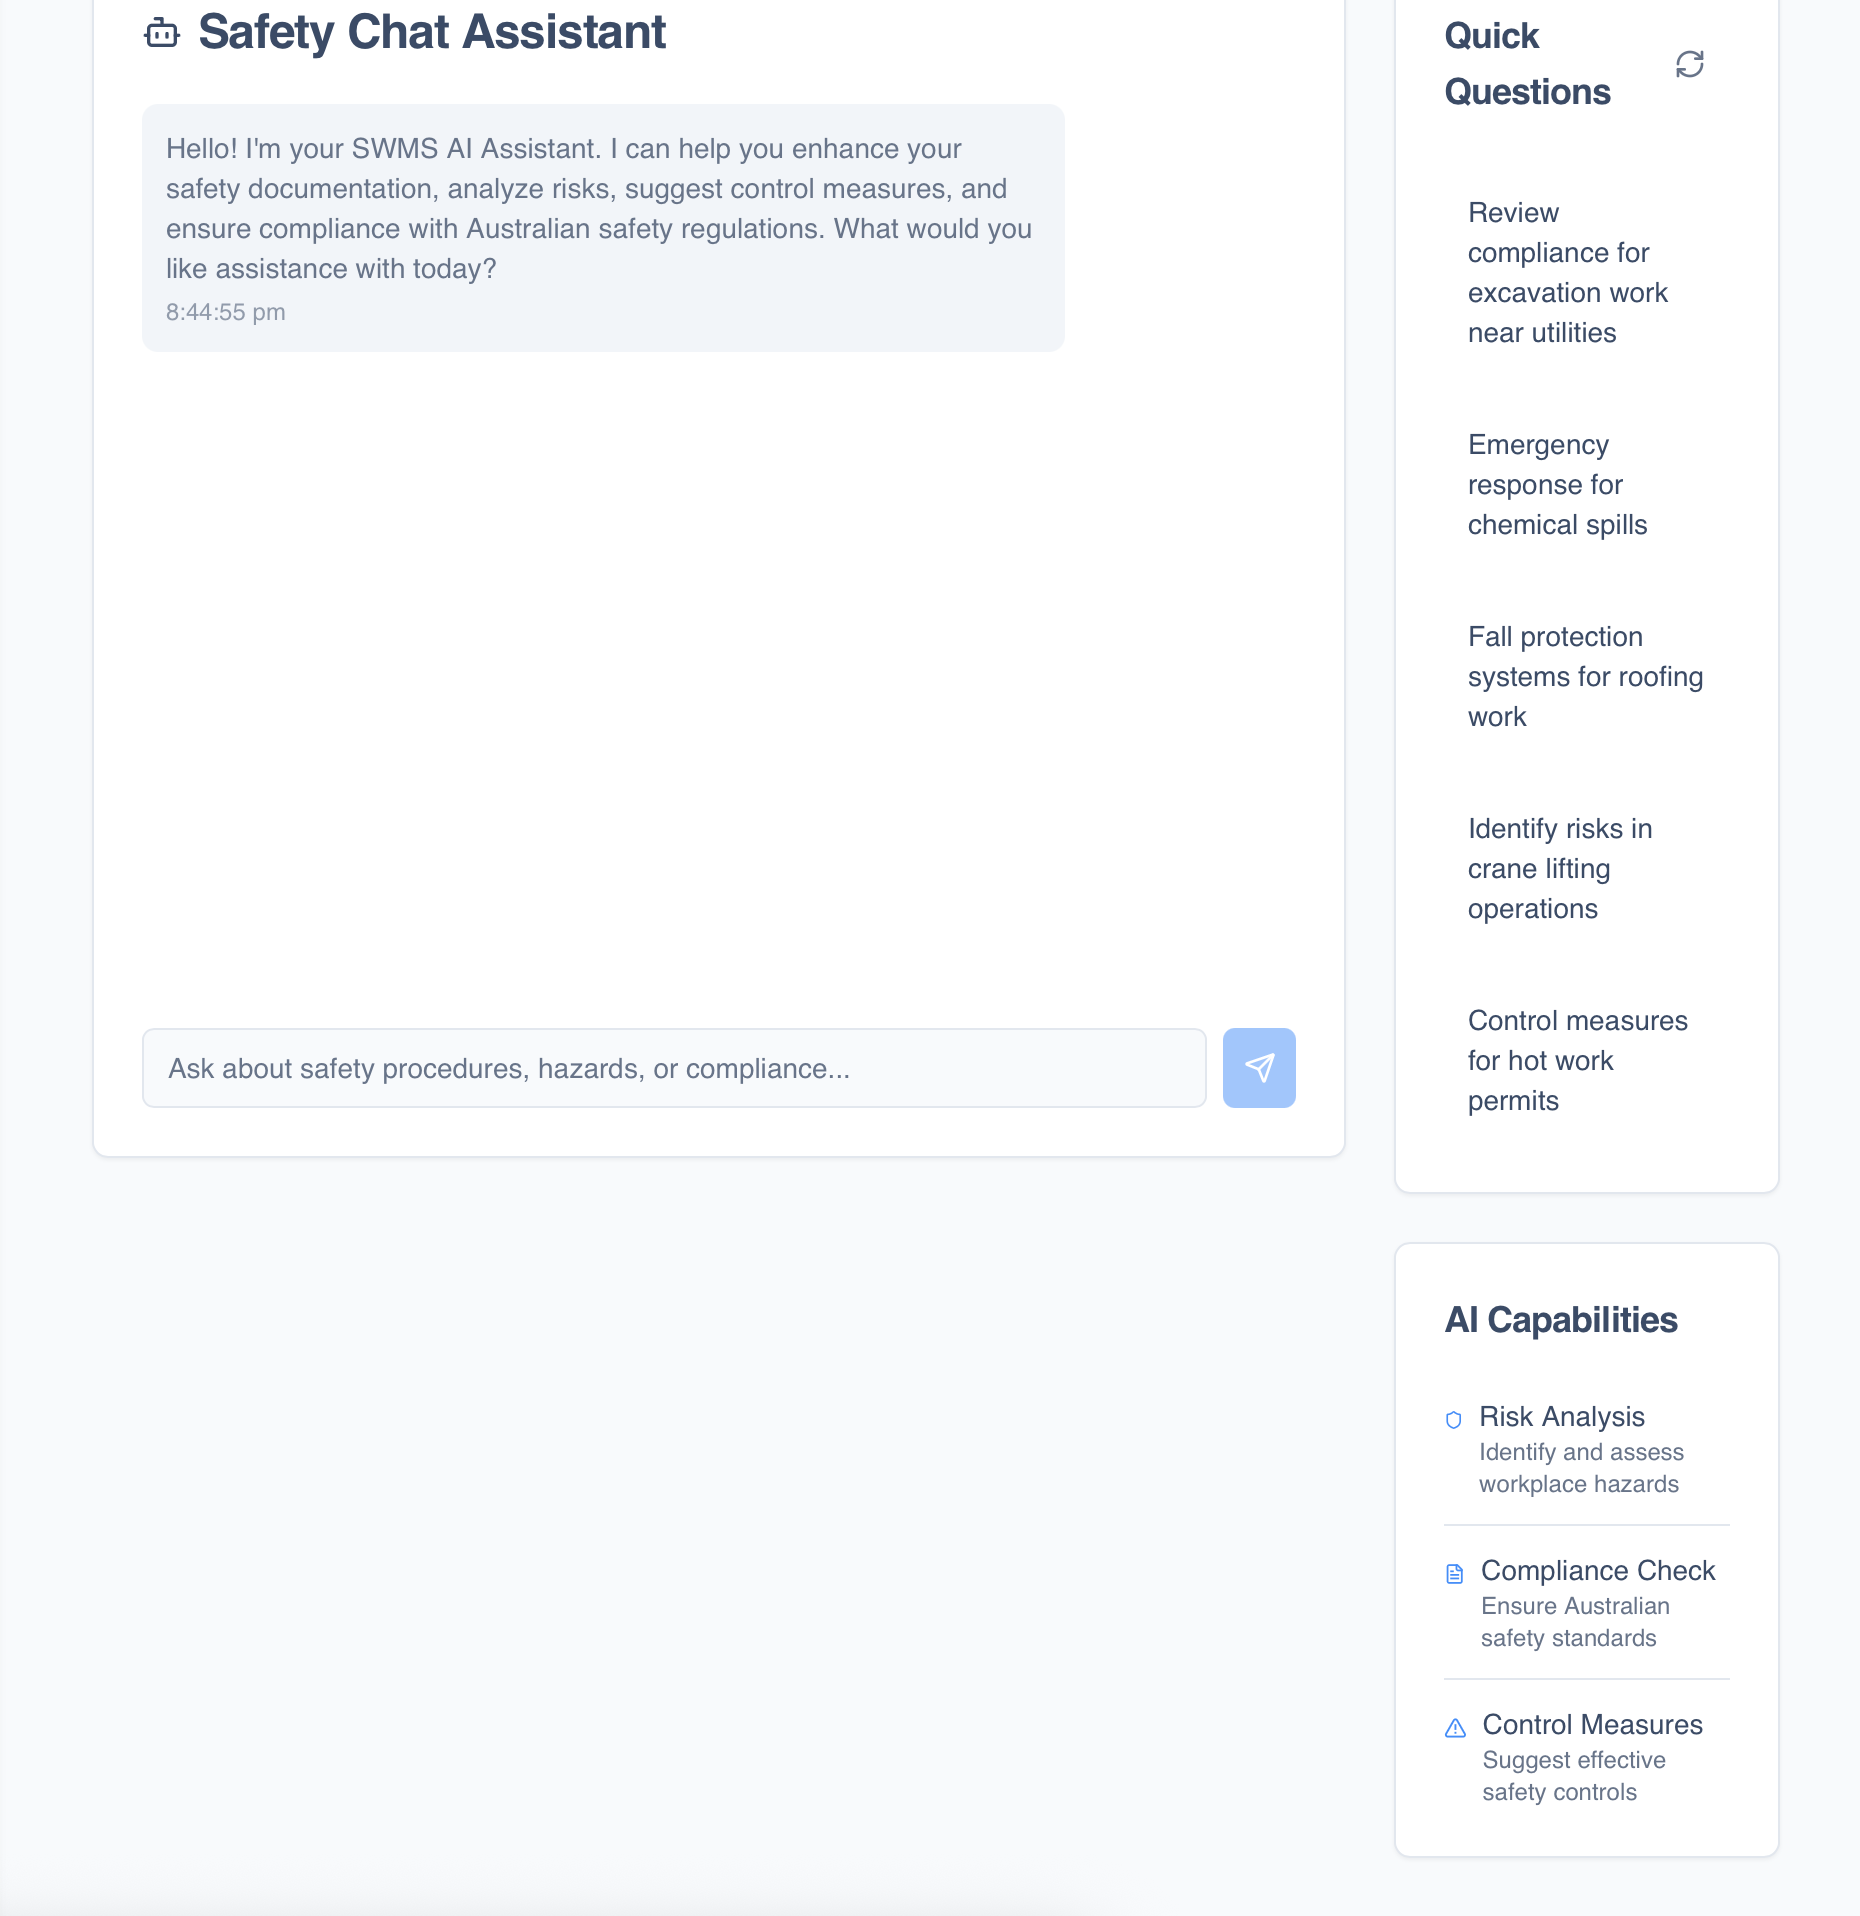 Safety Chat Assistant
Hello! I'm your SWMS AI Assistant. I can help you enhance your
safety documentation, analyze risks, suggest control measures, and
ensure compliance with Australian safety regulations. What would you
like assistance with today?
8:44:55 pm
Ask about safety procedures, hazards, or compliance...
Quick
Questions
Review
compliance for
excavation work
near utilities
Emergency
response for
chemical spills
Fall protection
systems for roofing
work
Identify risks in
crane lifting
operations
Control measures
for hot work
permits
AI Capabilities
Risk Analysis
Identify and assess
workplace hazards
Compliance Check
Ensure Australian
safety standards
Control Measures
Suggest effective
safety controls